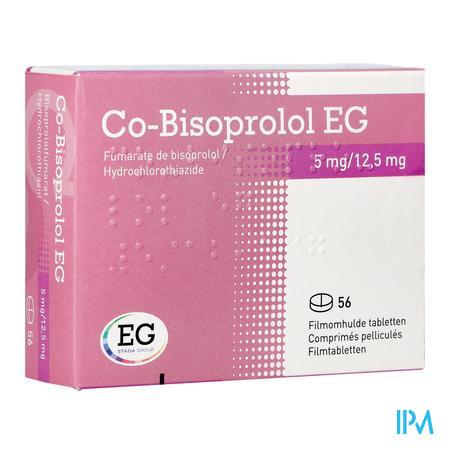 Co-Bisoprolol EG
Fumarate de bisoprolol /
Hydrochlorothiazide
5 mg/12,5 mg
56
Filmomhulde tabletten
Comprimés pelliculés
Filmtabletten
EG
STADA GROUP
Co-Bisoprolol EG
Bisoprololfumarat /
Hydrochlorothiazid
5 mg/12,5 mg
56
IPM